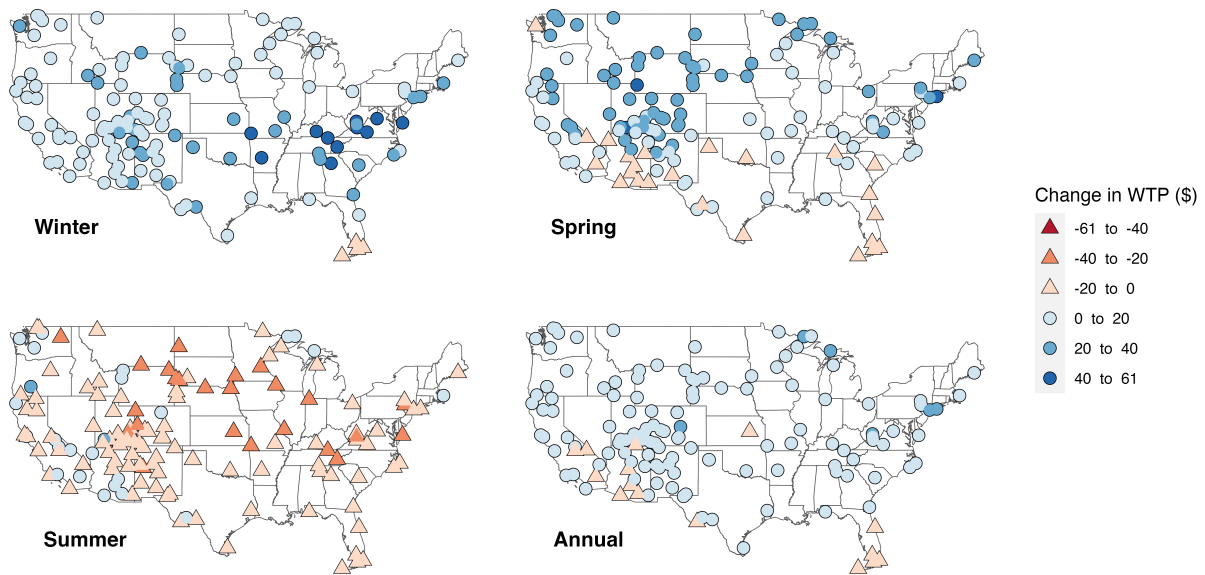 Winter
Spring
Summer
Annual
Change in WTP ($)
-61 to -40
-40 to -20
-20 to 0
0 to 20
20 to 40
40 to 61